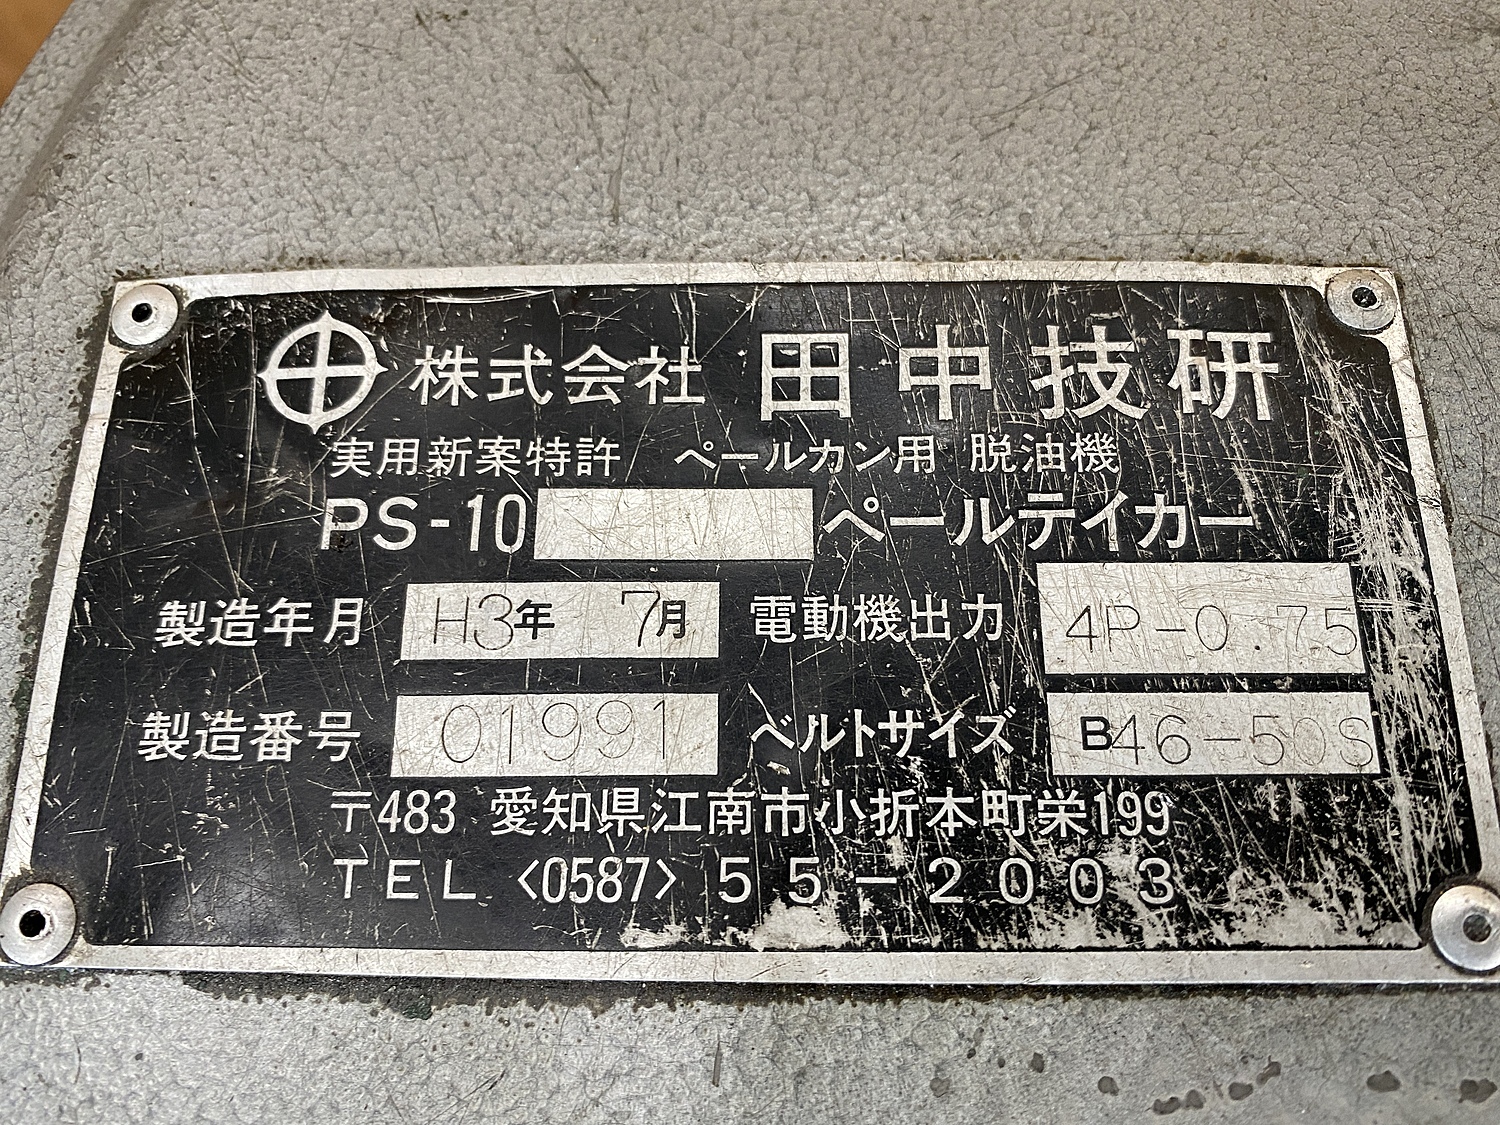 株式会社 田中技研
実用新案特許 ペールカン用 脱油機
PS-10 ペールテイカー
製造年月 H3年 7月 電動機出力 4P-0.75
製造番号 01991 ベルトサイズ B46-50S
〒483 愛知県江南市小折本町栄199
TEL〈0587〉55-2003